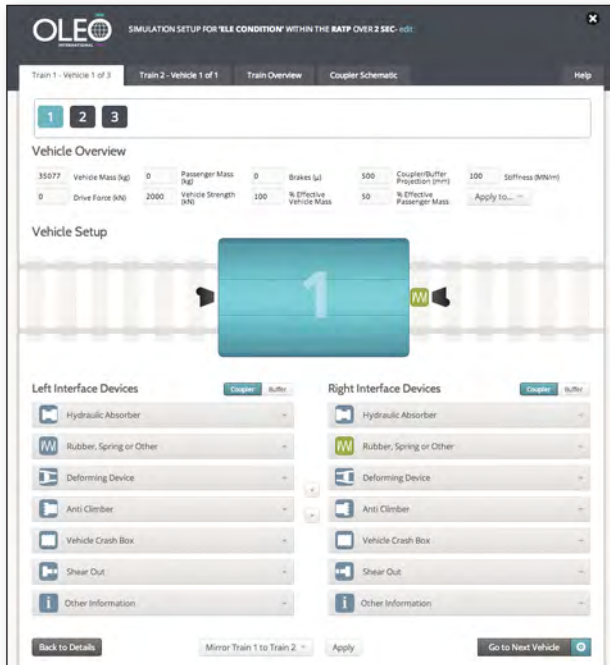 OLEO
INTERNATIONAL
SIMULATION SETUP FOR 'ELE CONDITION' WITHIN THE RATP OVER 2 SEC- edit
Train 1 - Vehicle 1 of 3 Train 2 - Vehicle 1 of 1 Train Overview Coupler Schematic Help
1 2 3
Vehicle Overview
35077 Vehicle Mass (kg) 0 Passenger Mass (kg) 0 Brakes (μ) 500 Coupler/Buffer Projection (mm) 100 Stiffness (MN/m)
0 Drive Force (kN) 2000 Vehicle Strength (kN) 100 % Effective Vehicle Mass 50 % Effective Passenger Mass Apply to...
Vehicle Setup
1
Left Interface Devices Coupler Buffer Right Interface Devices Coupler Buffer
Hydraulic Absorber Hydraulic Absorber
Rubber, Spring or Other Rubber, Spring or Other
Deforming Device Deforming Device
Anti Climber Anti Climber
Vehicle Crash Box Vehicle Crash Box
Shear Out Shear Out
Other Information Other Information
Back to Details Mirror Train 1 to Train 2 Apply Go to Next Vehicle